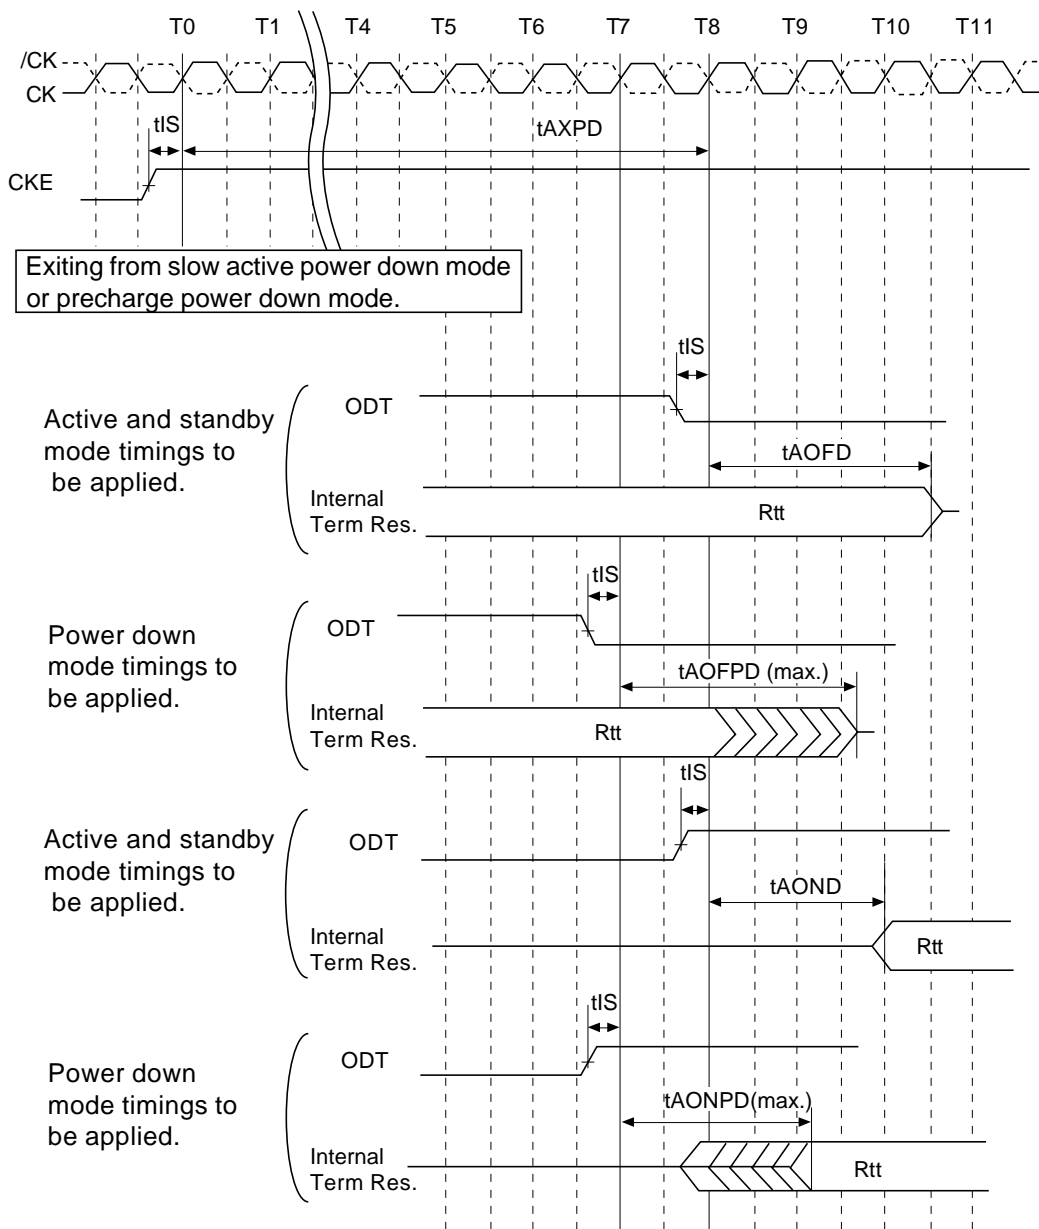 T0 T1 T4 T5 T6 T7 T8 T9 T10 T11
/CK
CK
tIS
tAXPD
CKE
Exiting from slow active power down mode
or precharge power down mode.
tIS
Active and standby
mode timings to
be applied.
ODT
tAOFD
Internal
Term Res.
Rtt
tIS
Power down
mode timings to
be applied.
ODT
tAOFPD (max.)
Internal
Term Res.
Rtt
tIS
Active and standby
mode timings to
be applied.
ODT
tAOND
Internal
Term Res.
Rtt
tIS
Power down
mode timings to
be applied.
ODT
tAONPD(max.)
Internal
Term Res.
Rtt